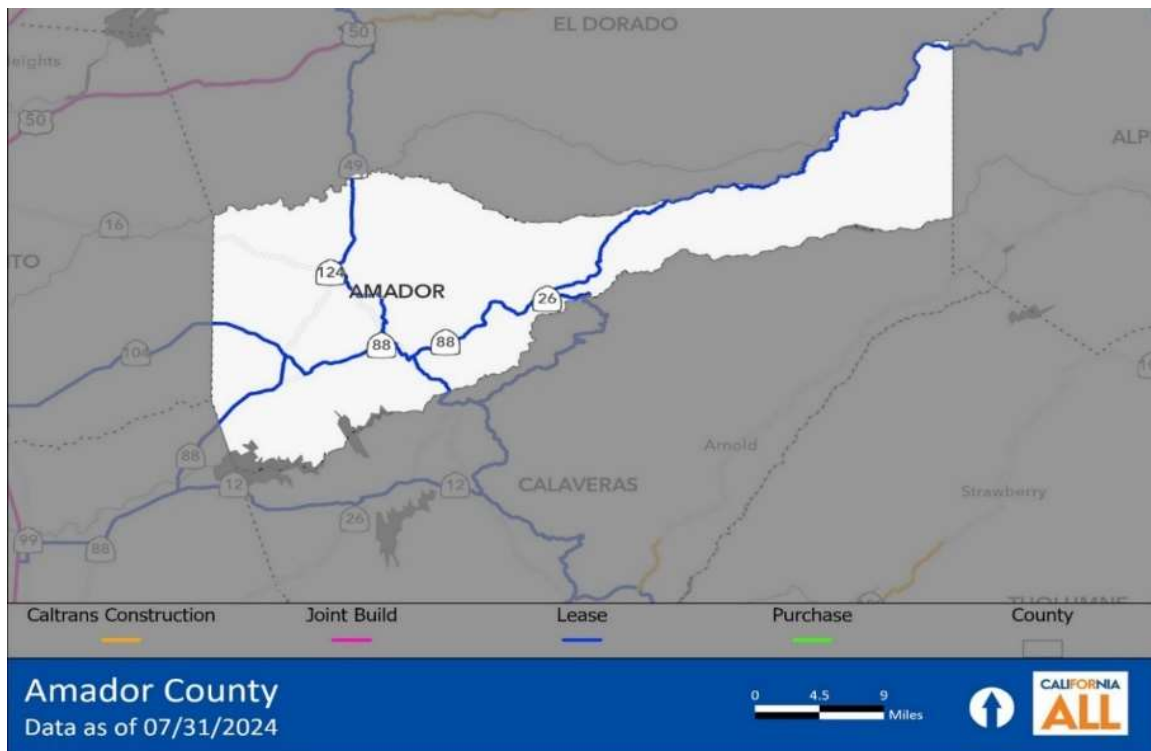 EL DORADO
50
eights
50
ALP
49
16
TO
124
AMADOR
26
88
88
104
Arnold
88
12
12
CALAVERAS
Strawberry
26
99
88
TUOLUMNE
Caltrans Construction
Joint Build
Lease
Purchase
County
Amador County
Data as of 07/31/2024
0 4.5 9
Miles
CALIFORNIA
ALL